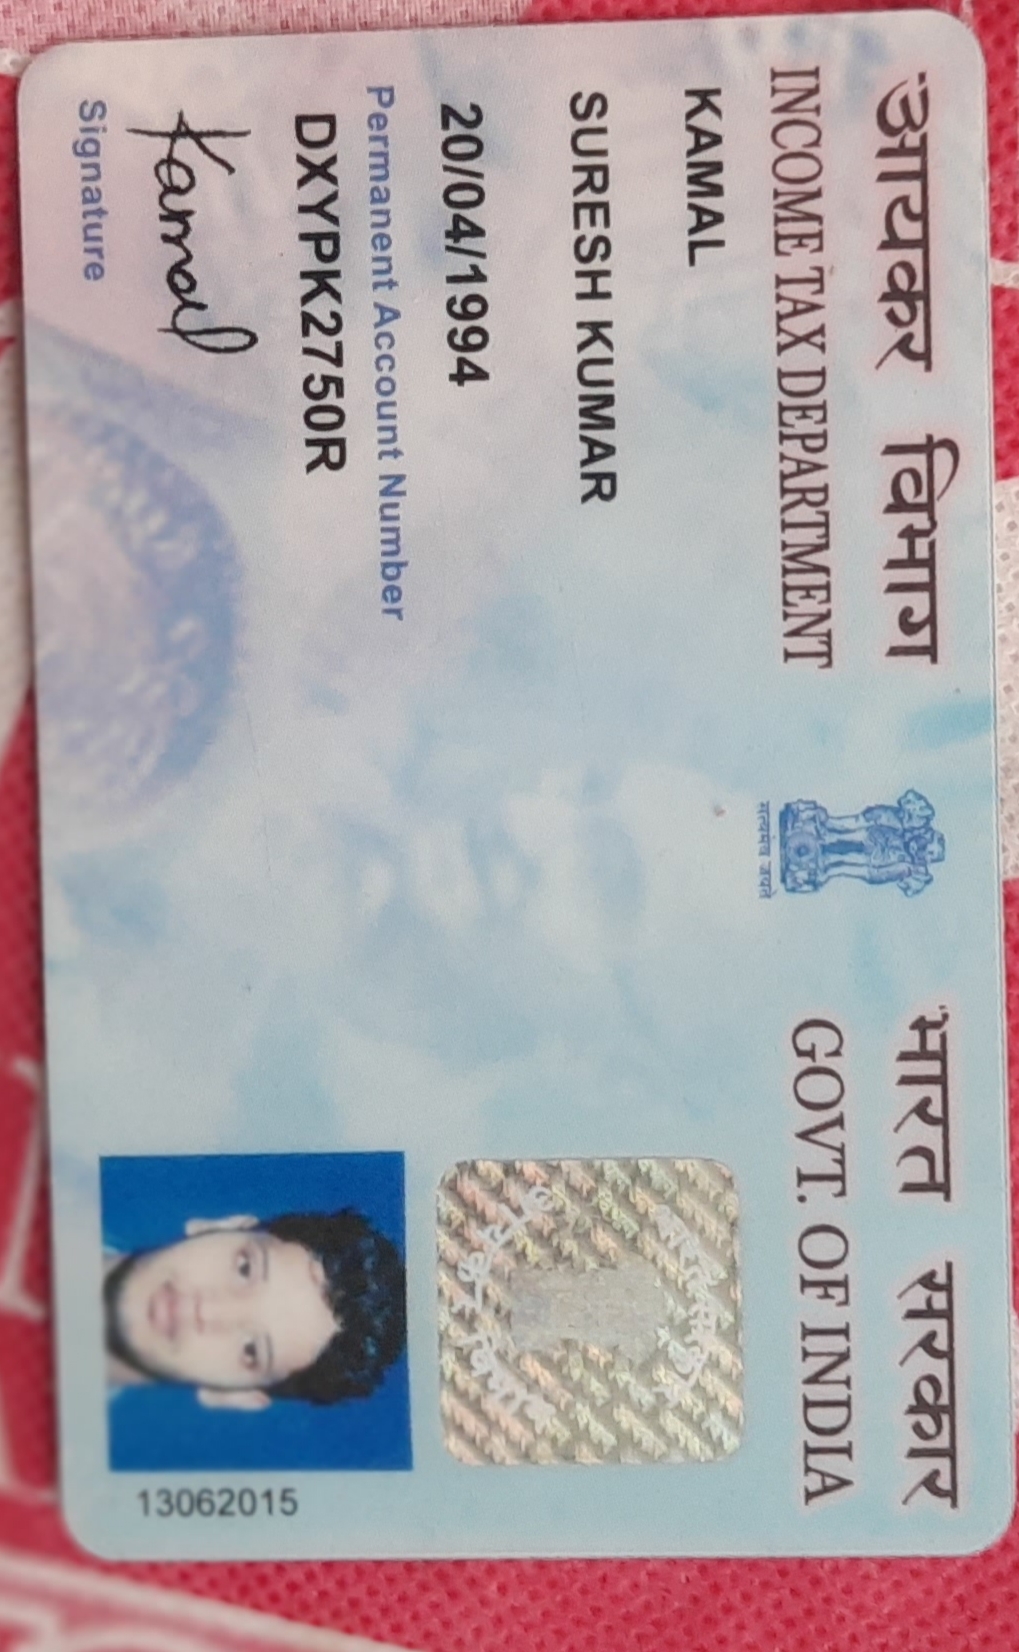 आयकर विभाग
INCOME TAX DEPARTMENT
सत्यमेव जयते
भारत सरकार
GOVT. OF INDIA
KAMAL
SURESH KUMAR
20/04/1994
Permanent Account Number
DXYPK2750R
Kamal
Signature
13062015